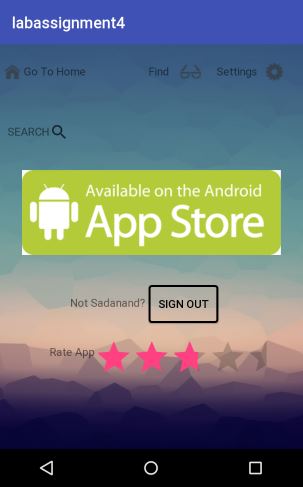 labassignment4
Go To Home Find Settings
SEARCH
Available on the Android
App Store
Not Sadanand? SIGN OUT
Rate App